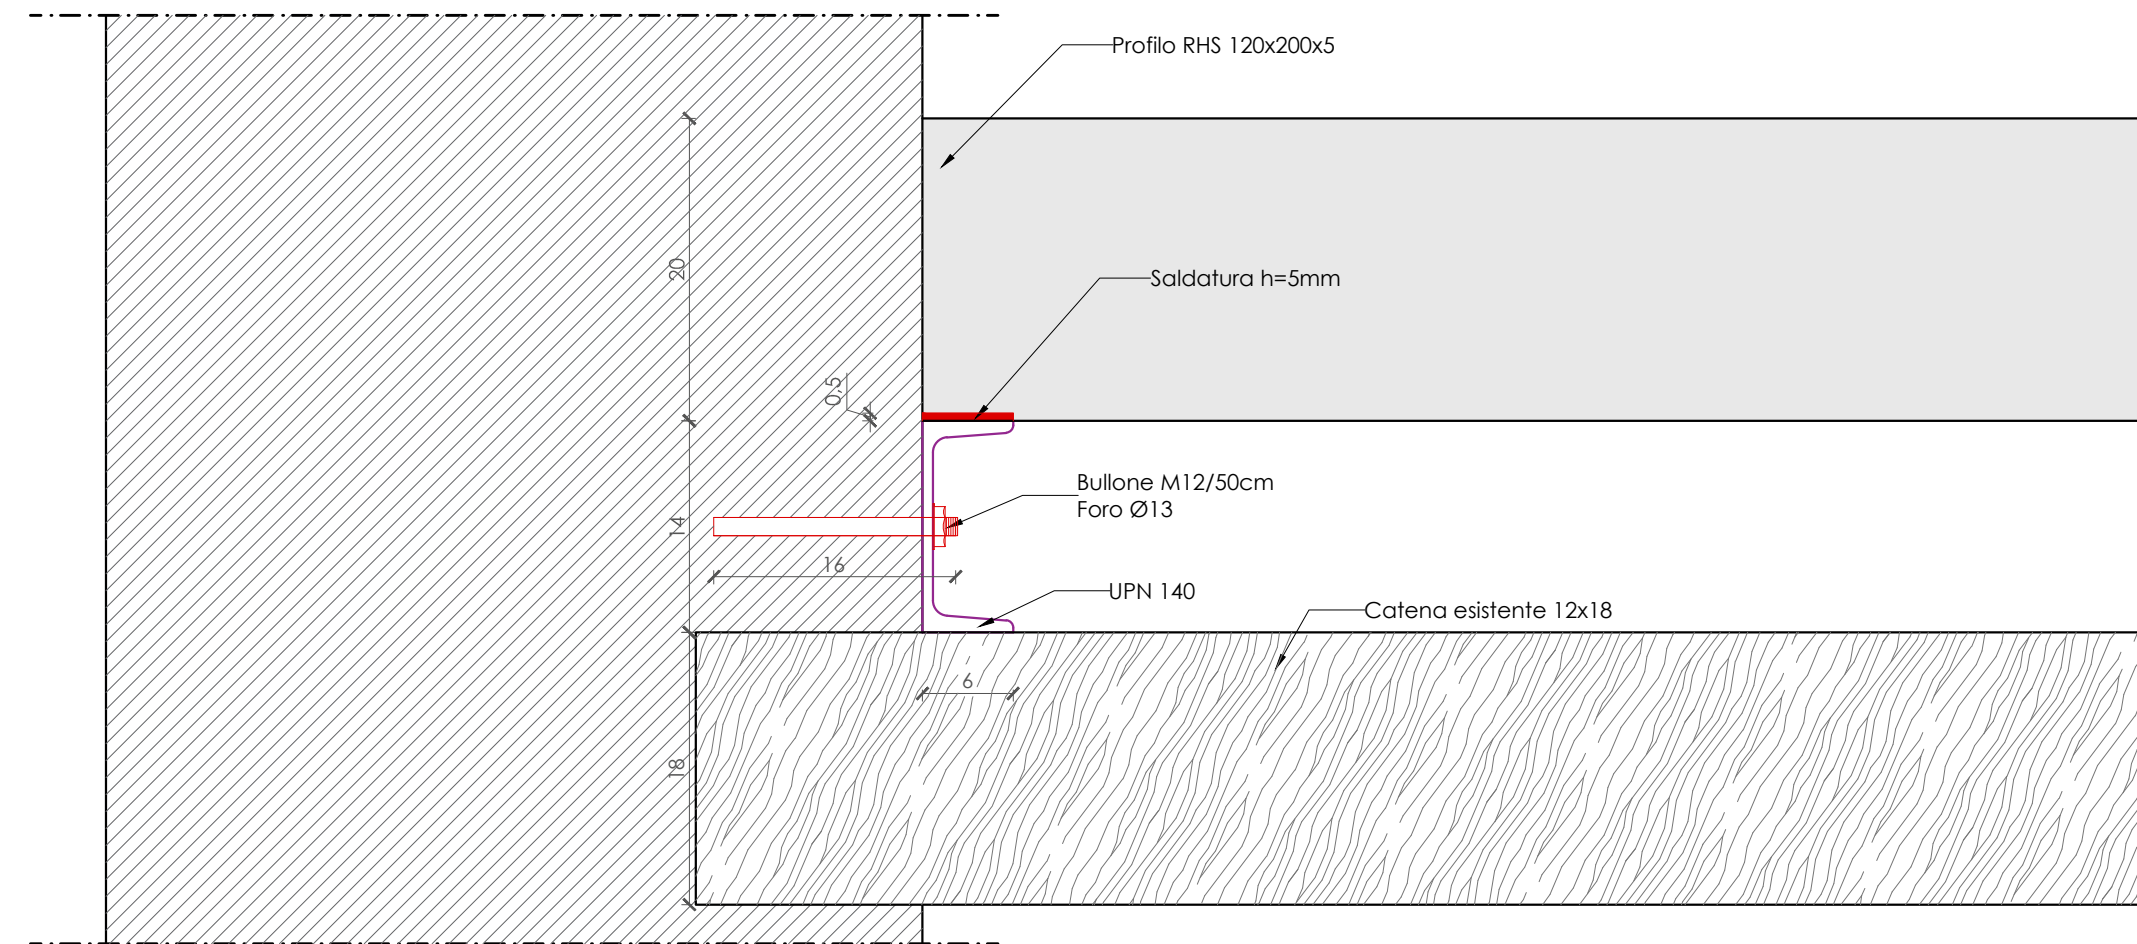 Profilo RHS 120x200x5
20
Saldatura h=5mm
0,5
Bullone M12/50cm
Foro Ø13
14
16
UPN 140
Catena esistente 12x18
6
18